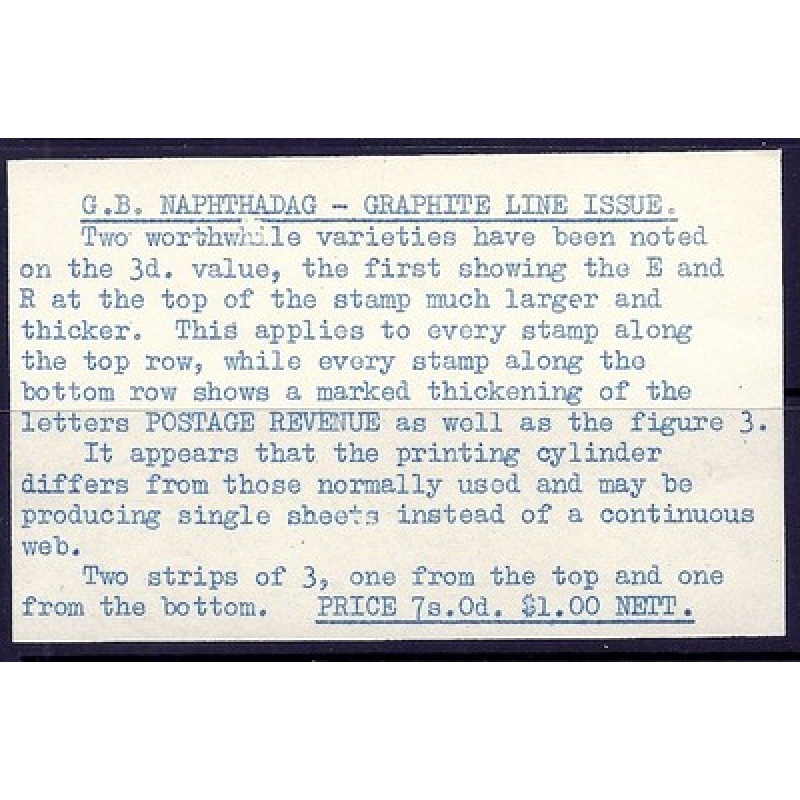 G.B. NAPHTHADAG - GRAPHITE LINE ISSUE.
Two worthwhile varieties have been noted
on the 3d. value, the first showing the E and
R at the top of the stamp much larger and
thicker. This applies to every stamp along
the top row, while every stamp along the
bottom row shows a marked thickening of the
letters POSTAGE REVENUE as well as the figure 3.
It appears that the printing cylinder
differs from those normally used and may be
producing single sheets instead of a continuous
web.
Two strips of 3, one from the top and one
from the bottom. PRICE 7s.0d. $1.00 NETT.